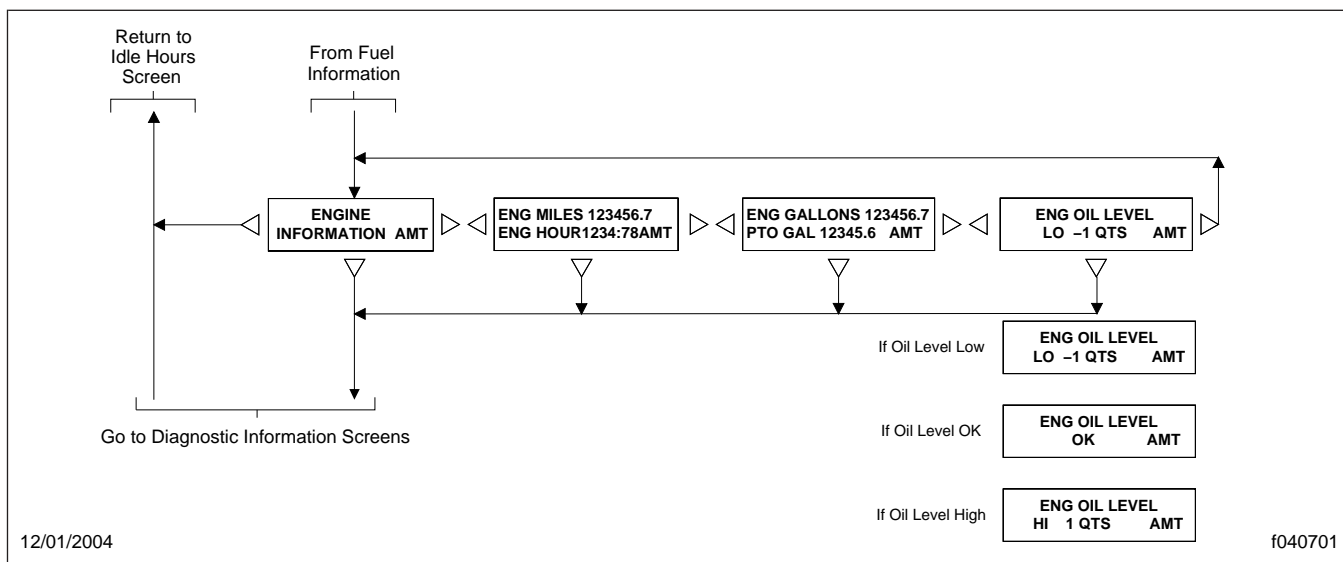 Return to
Idle Hours
Screen
From Fuel
Information
ENGINE
INFORMATION AMT
ENG MILES 123456.7
ENG HOUR1234:78AMT
ENG GALLONS 123456.7
PTO GAL 12345.6 AMT
ENG OIL LEVEL
LO –1 QTS AMT
If Oil Level Low
ENG OIL LEVEL
LO –1 QTS AMT
Go to Diagnostic Information Screens
If Oil Level OK
ENG OIL LEVEL
OK AMT
If Oil Level High
ENG OIL LEVEL
HI 1 QTS AMT
12/01/2004
f040701